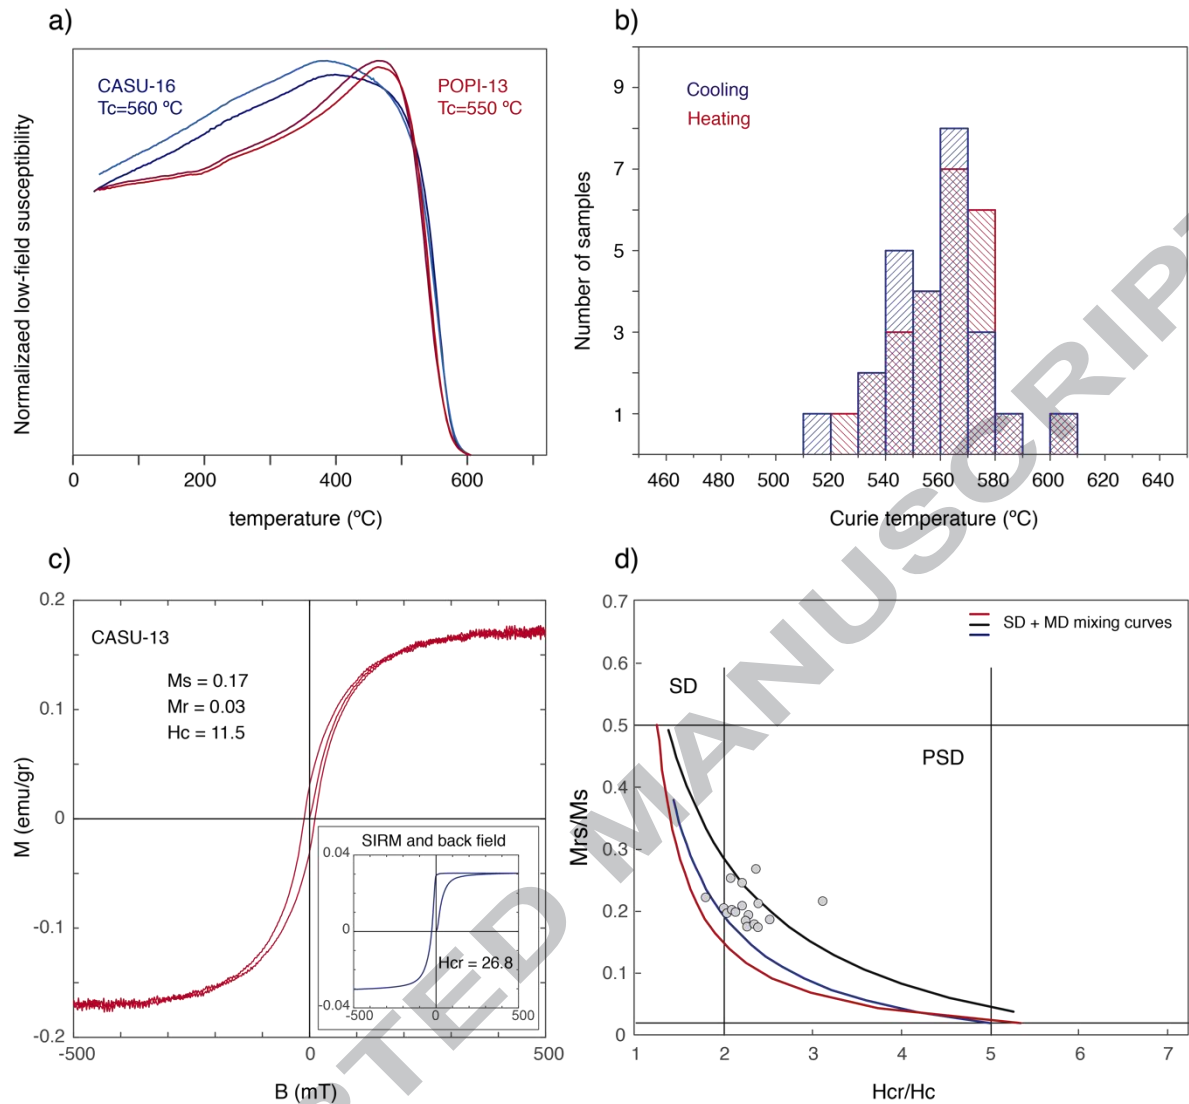 a)
CASU-16
Tc=560 ºC
POPI-13
Tc=550 ºC
Normalizaed low-field susceptibility
0
200
400
600
temperature (ºC)
b)
Cooling
Heating
Number of samples
9
7
5
3
1
460
480
500
520
540
560
580
600
620
640
Curie temperature (ºC)
c)
CASU-13
Ms = 0.17
Mr = 0.03
Hc = 11.5
M (emu/gr)
0.2
0.1
0
-0.1
-0.2
-500
0
500
B (mT)
SIRM and back field
0.04
0
-0.04
Hcr = 26.8
-500
0
500
d)
SD + MD mixing curves
SD
PSD
Mrs/Ms
0.7
0.6
0.5
0.4
0.3
0.2
0.1
0
1
2
3
4
5
6
7
Hcr/Hc
TED MANUSCRIPT